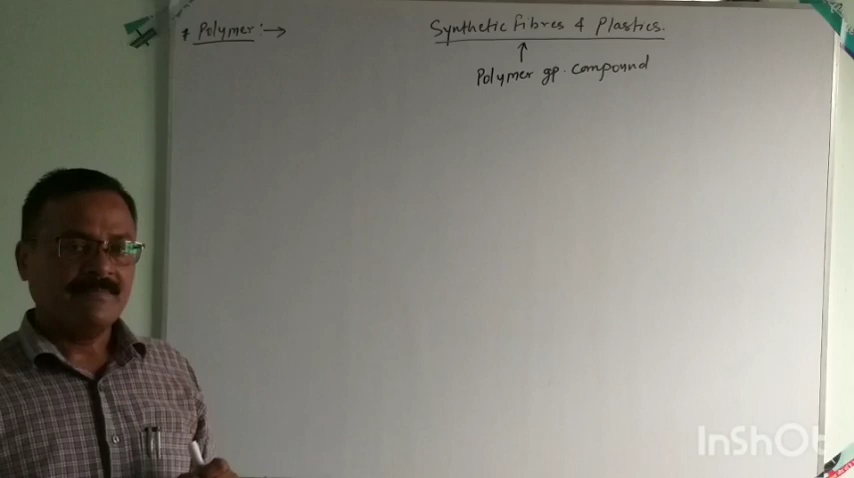 * Polymer :→
Synthetic fibres & Plastics.
↑
Polymer gp. compound
InShOt